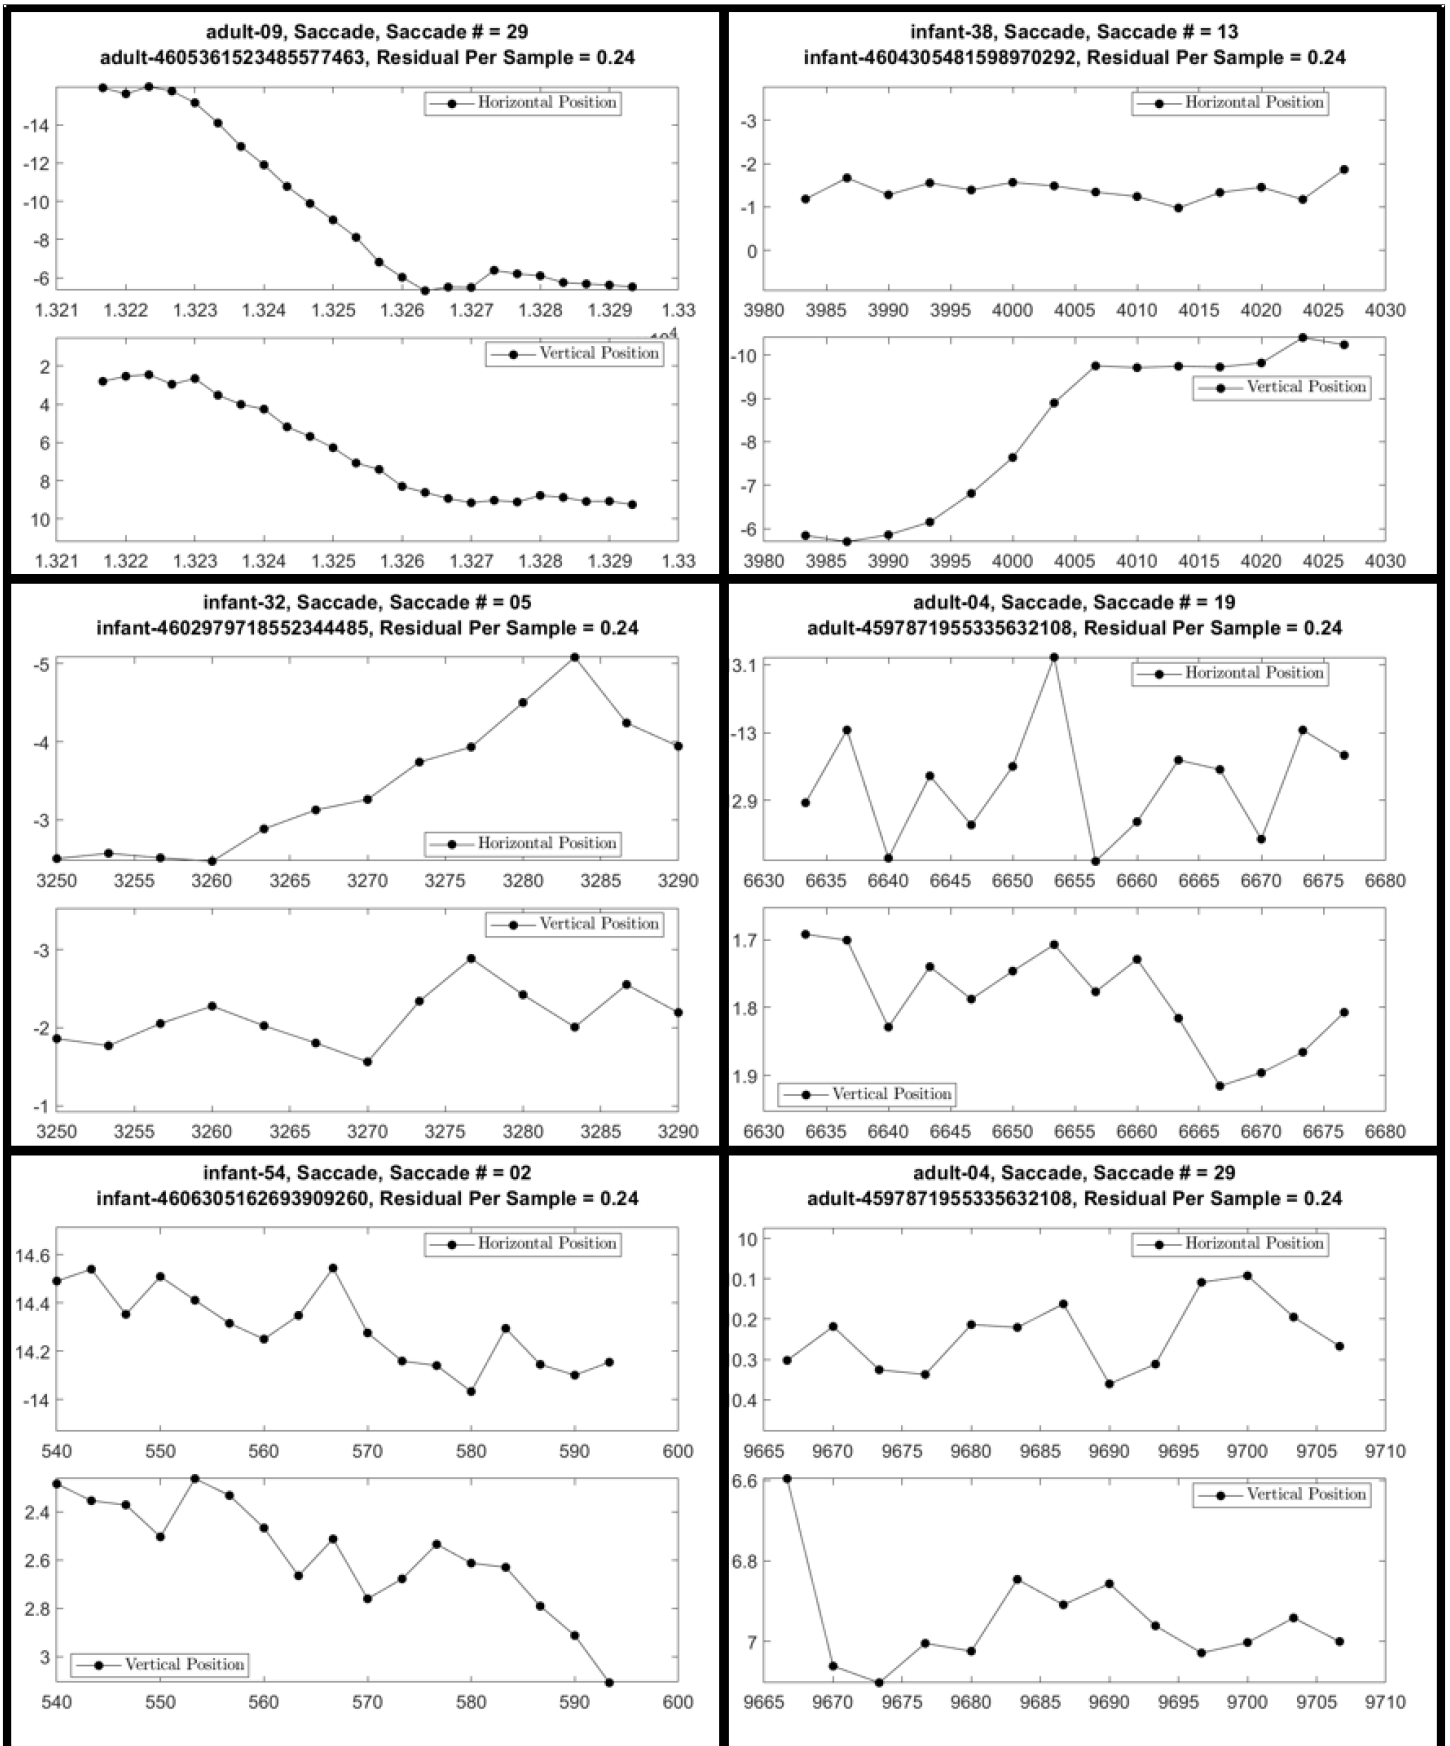 adult-09, Saccade, Saccade # = 29
adult-4605361523485577463, Residual Per Sample = 0.24
Horizontal Position
-14
-12
-10
-8
-6
1.321 1.322 1.323 1.324 1.325 1.326 1.327 1.328 1.329 1.33
Vertical Position
2
4
6
8
10
1.321 1.322 1.323 1.324 1.325 1.326 1.327 1.328 1.329 1.33
infant-38, Saccade, Saccade # = 13
infant-4604305481598970292, Residual Per Sample = 0.24
Horizontal Position
-3
-2
-1
0
3980 3985 3990 3995 4000 4005 4010 4015 4020 4025 4030
-10
Vertical Position
-9
-8
-7
-6
3980 3985 3990 3995 4000 4005 4010 4015 4020 4025 4030
infant-32, Saccade, Saccade # = 05
infant-4602979718552344485, Residual Per Sample = 0.24
-5
-4
-3
Horizontal Position
3250 3255 3260 3265 3270 3275 3280 3285 3290
Vertical Position
-3
-2
-1
3250 3255 3260 3265 3270 3275 3280 3285 3290
adult-04, Saccade, Saccade # = 19
adult-4597871955335632108, Residual Per Sample = 0.24
3.1
Horizontal Position
-13
2.9
6630 6635 6640 6645 6650 6655 6660 6665 6670 6675 6680
1.7
1.8
1.9
Vertical Position
6630 6635 6640 6645 6650 6655 6660 6665 6670 6675 6680
infant-54, Saccade, Saccade # = 02
infant-4606305162693909260, Residual Per Sample = 0.24
Horizontal Position
14.6
14.4
14.2
-14
540 550 560 570 580 590 600
2.4
2.6
2.8
3
Vertical Position
540 550 560 570 580 590 600
adult-04, Saccade, Saccade # = 29
adult-4597871955335632108, Residual Per Sample = 0.24
10
Horizontal Position
0.1
0.2
0.3
0.4
9665 9670 9675 9680 9685 9690 9695 9700 9705 9710
6.6
Vertical Position
6.8
7
9665 9670 9675 9680 9685 9690 9695 9700 9705 9710